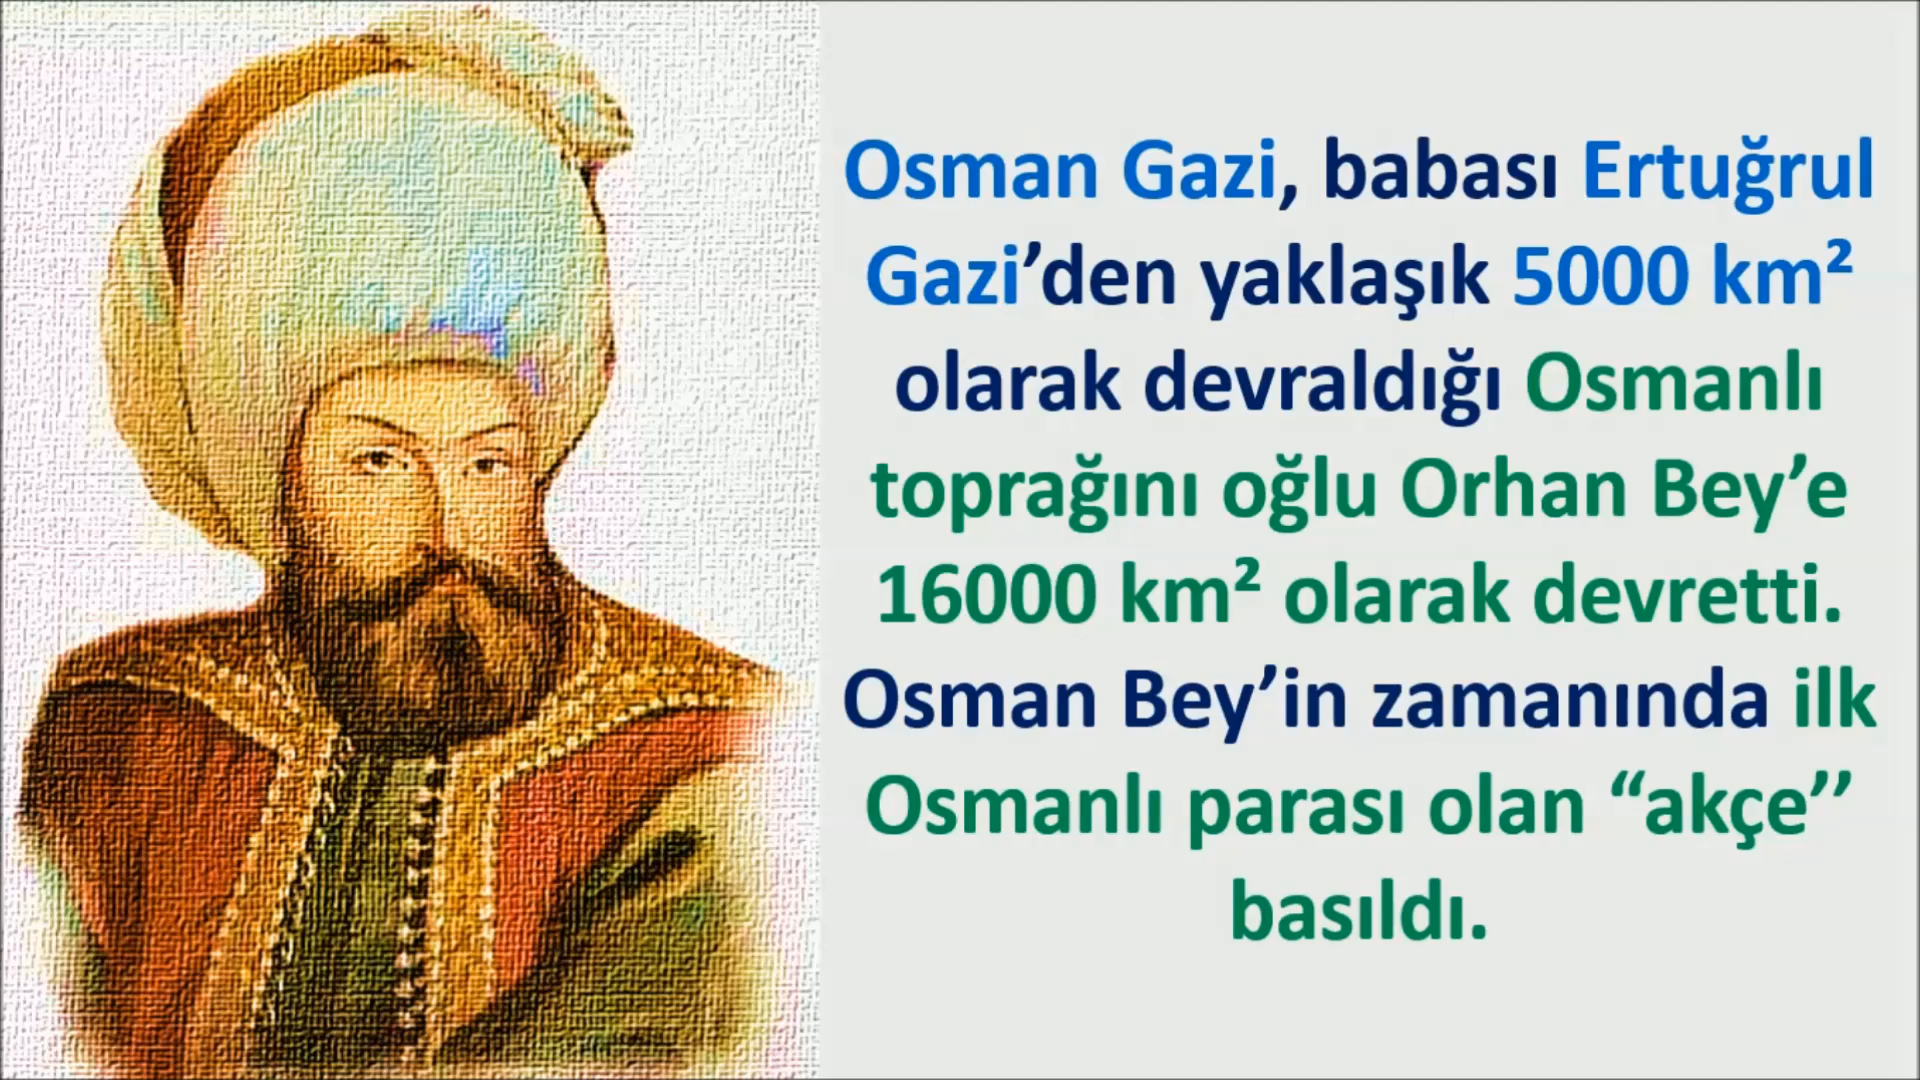 Osman Gazi, babası Ertuğrul
Gazi’den yaklaşık 5000 km²
olarak devraldığı Osmanlı
toprağını oğlu Orhan Bey’e
16000 km² olarak devretti.
Osman Bey’in zamanında ilk
Osmanlı parası olan “akçe’’
basıldı.